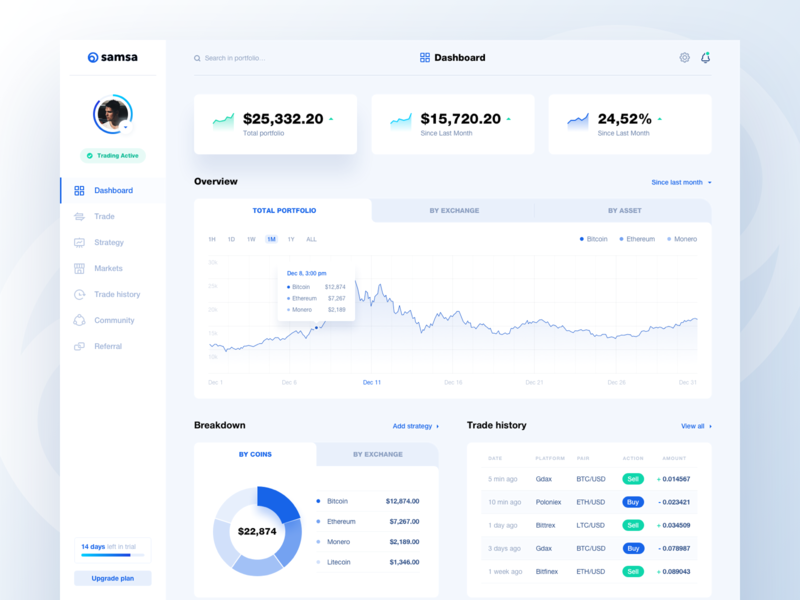 samsa
Search in portfolio...
Dashboard
$25,332.20
Total portfolio
$15,720.20
Since Last Month
24,52%
Since Last Month
Trading Active
Dashboard
Trade
Strategy
Markets
Trade history
Community
Referral
14 days left in trial
Upgrade plan
Overview
Since last month
TOTAL PORTFOLIO
BY EXCHANGE
BY ASSET
1H 1D 1W 1M 1Y ALL
Bitcoin Ethereum Monero
30k
25k
20k
15k
10k
Dec 8, 3:00 pm
Bitcoin $12,874
Ethereum $7,267
Monero $2,189
Dec 1 Dec 11 Dec 16 Dec 21 Dec 26 Dec 31
Breakdown
Add strategy
BY COINS
BY EXCHANGE
$22,874
Bitcoin $12,874.00
Ethereum $7,267.00
Monero $2,189.00
Litecoin $1,346.00
Trade history
View all
DATE PLATFORM PAIR ACTION AMOUNT
5 min ago Gdax BTC/USD Sell + 0.014567
10 min ago Poloniex ETH/USD Buy - 0.023421
1 day ago Bittrex LTC/USD Sell + 0.034509
3 days ago Gdax BTC/USD Buy - 0.078987
1 week ago Bitfinex ETH/USD Sell + 0.089043